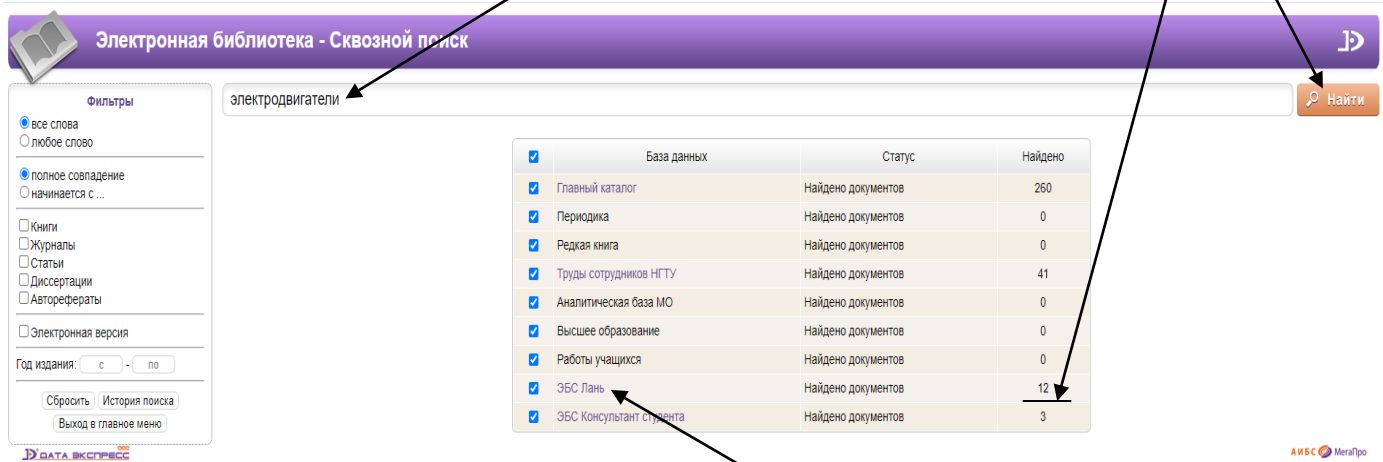 Электронная библиотека - Сквозной поиск
Фильтры
все слова
любое слово
полное совпадение
начинается с ...
Книги
Журналы
Статьи
Диссертации
Авторефераты
Электронная версия
Год издания: с - по
Сбросить История поиска
Выход в главное меню
ДАТА ЭКСПРЕСС
электродвигатели
Найти
База данных Статус Найдено
Главный каталог Найдено документов 260
Периодика Найдено документов 0
Редкая книга Найдено документов 0
Труды сотрудников НГТУ Найдено документов 41
Аналитическая база МО Найдено документов 0
Высшее образование Найдено документов 0
Работы учащихся Найдено документов 0
ЭБС Лань Найдено документов 12
ЭБС Консультант студента Найдено документов 3
АИБС МегаПро